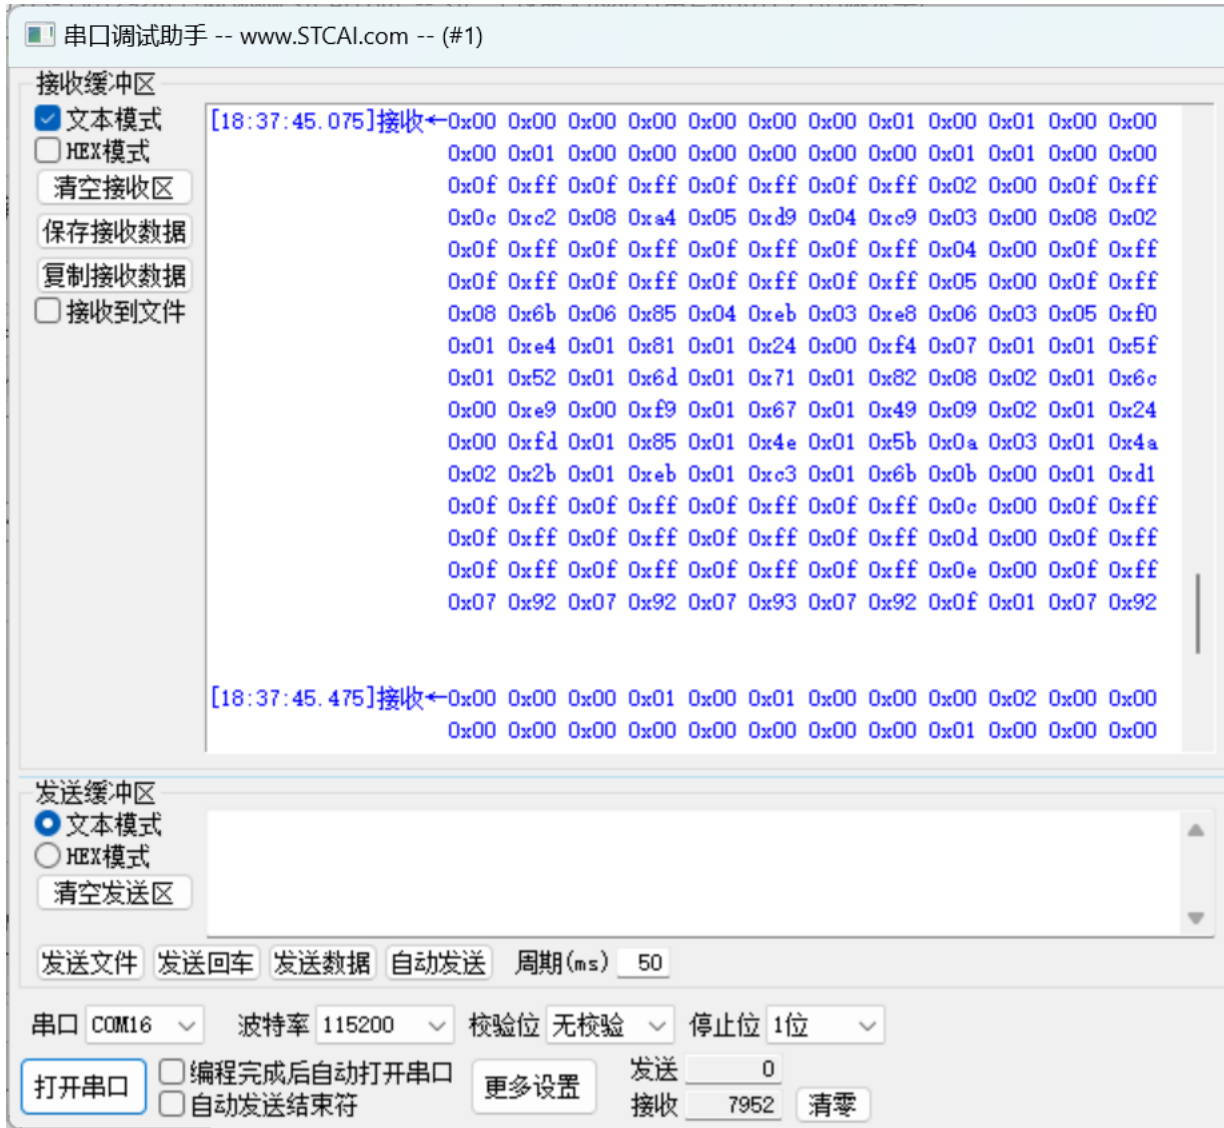 串口调试助手 -- www.STCAI.com -- (#1)
接收缓冲区
文本模式
HEX模式
清空接收区
保存接收数据
复制接收数据
接收到文件
[18:37:45.075]接收←0x00 0x00 0x00 0x00 0x00 0x00 0x00 0x01 0x00 0x01 0x00 0x00
0x00 0x01 0x00 0x00 0x00 0x00 0x00 0x00 0x01 0x01 0x00 0x00
0x0f 0xff 0x0f 0xff 0x0f 0xff 0x0f 0xff 0x02 0x00 0x0f 0xff
0x0c 0xc2 0x08 0xa4 0x05 0xd9 0x04 0xc9 0x03 0x00 0x08 0x02
0x0f 0xff 0x0f 0xff 0x0f 0xff 0x0f 0xff 0x04 0x00 0x0f 0xff
0x0f 0xff 0x0f 0xff 0x0f 0xff 0x0f 0xff 0x05 0x00 0x0f 0xff
0x08 0x6b 0x06 0x85 0x04 0xeb 0x03 0xe8 0x06 0x03 0x05 0xf0
0x01 0xe4 0x01 0x81 0x01 0x24 0x00 0xf4 0x07 0x01 0x01 0x5f
0x01 0x52 0x01 0x6d 0x01 0x71 0x01 0x82 0x08 0x02 0x01 0x6c
0x00 0xe9 0x00 0xf9 0x01 0x67 0x01 0x49 0x09 0x02 0x01 0x24
0x00 0xfd 0x01 0x85 0x01 0x4e 0x01 0x5b 0x0a 0x03 0x01 0x4a
0x02 0x2b 0x01 0xeb 0x01 0xc3 0x01 0x6b 0x0b 0x00 0x01 0xd1
0x0f 0xff 0x0f 0xff 0x0f 0xff 0x0f 0xff 0x0c 0x00 0x0f 0xff
0x0f 0xff 0x0f 0xff 0x0f 0xff 0x0f 0xff 0x0d 0x00 0x0f 0xff
0x0f 0xff 0x0f 0xff 0x0f 0xff 0x0f 0xff 0x0e 0x00 0x0f 0xff
0x07 0x92 0x07 0x92 0x07 0x93 0x07 0x92 0x0f 0x01 0x07 0x92
[18:37:45.475]接收←0x00 0x00 0x00 0x01 0x00 0x01 0x00 0x00 0x00 0x02 0x00 0x00
0x00 0x00 0x00 0x00 0x00 0x00 0x00 0x00 0x01 0x00 0x00 0x00
发送缓冲区
文本模式
HEX模式
清空发送区
发送文件 发送回车 发送数据 自动发送 周期(ms) 50
串口 COM16 波特率 115200 校验位 无校验 停止位 1位
打开串口 编程完成后自动打开串口 更多设置 发送 0
自动发送结束符 接收 7952 清零